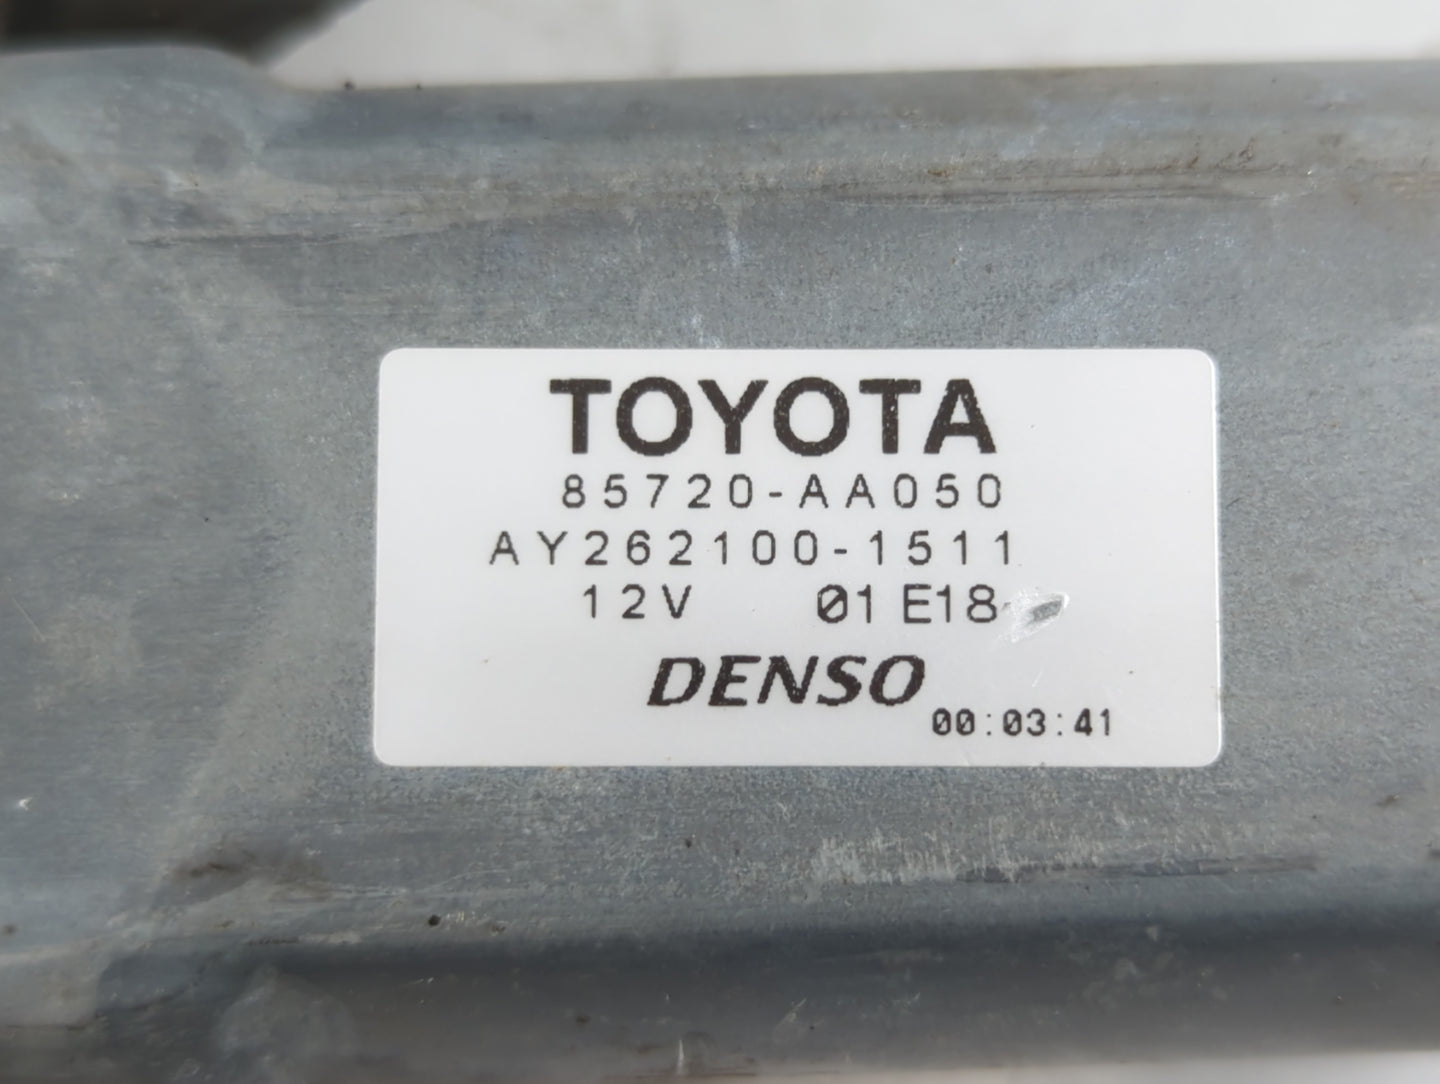 TOYOTA
85720-AA050
AY262100-1511
12V 01 E18
DENSO
00:03:41